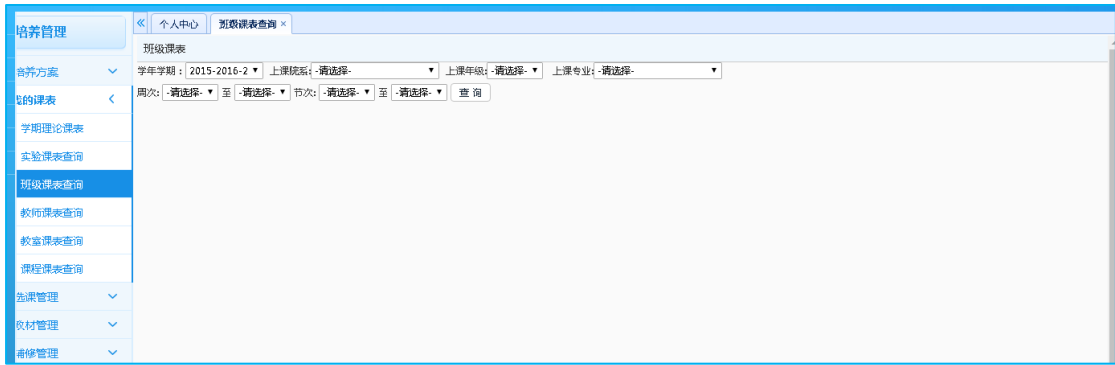 培养管理
培养方案
我的课表
学期理论课表
实验课表查询
班级课表查询
教师课表查询
教室课表查询
课程课表查询
选课管理
教材管理
辅修管理
« 个人中心 班级课表查询 ×
班级课表
学年学期： 2015-2016-2 上课院系: -请选择- 上课年级: -请选择- 上课专业: -请选择-
周次: -请选择- 至 -请选择- 节次: -请选择- 至 -请选择- 查 询